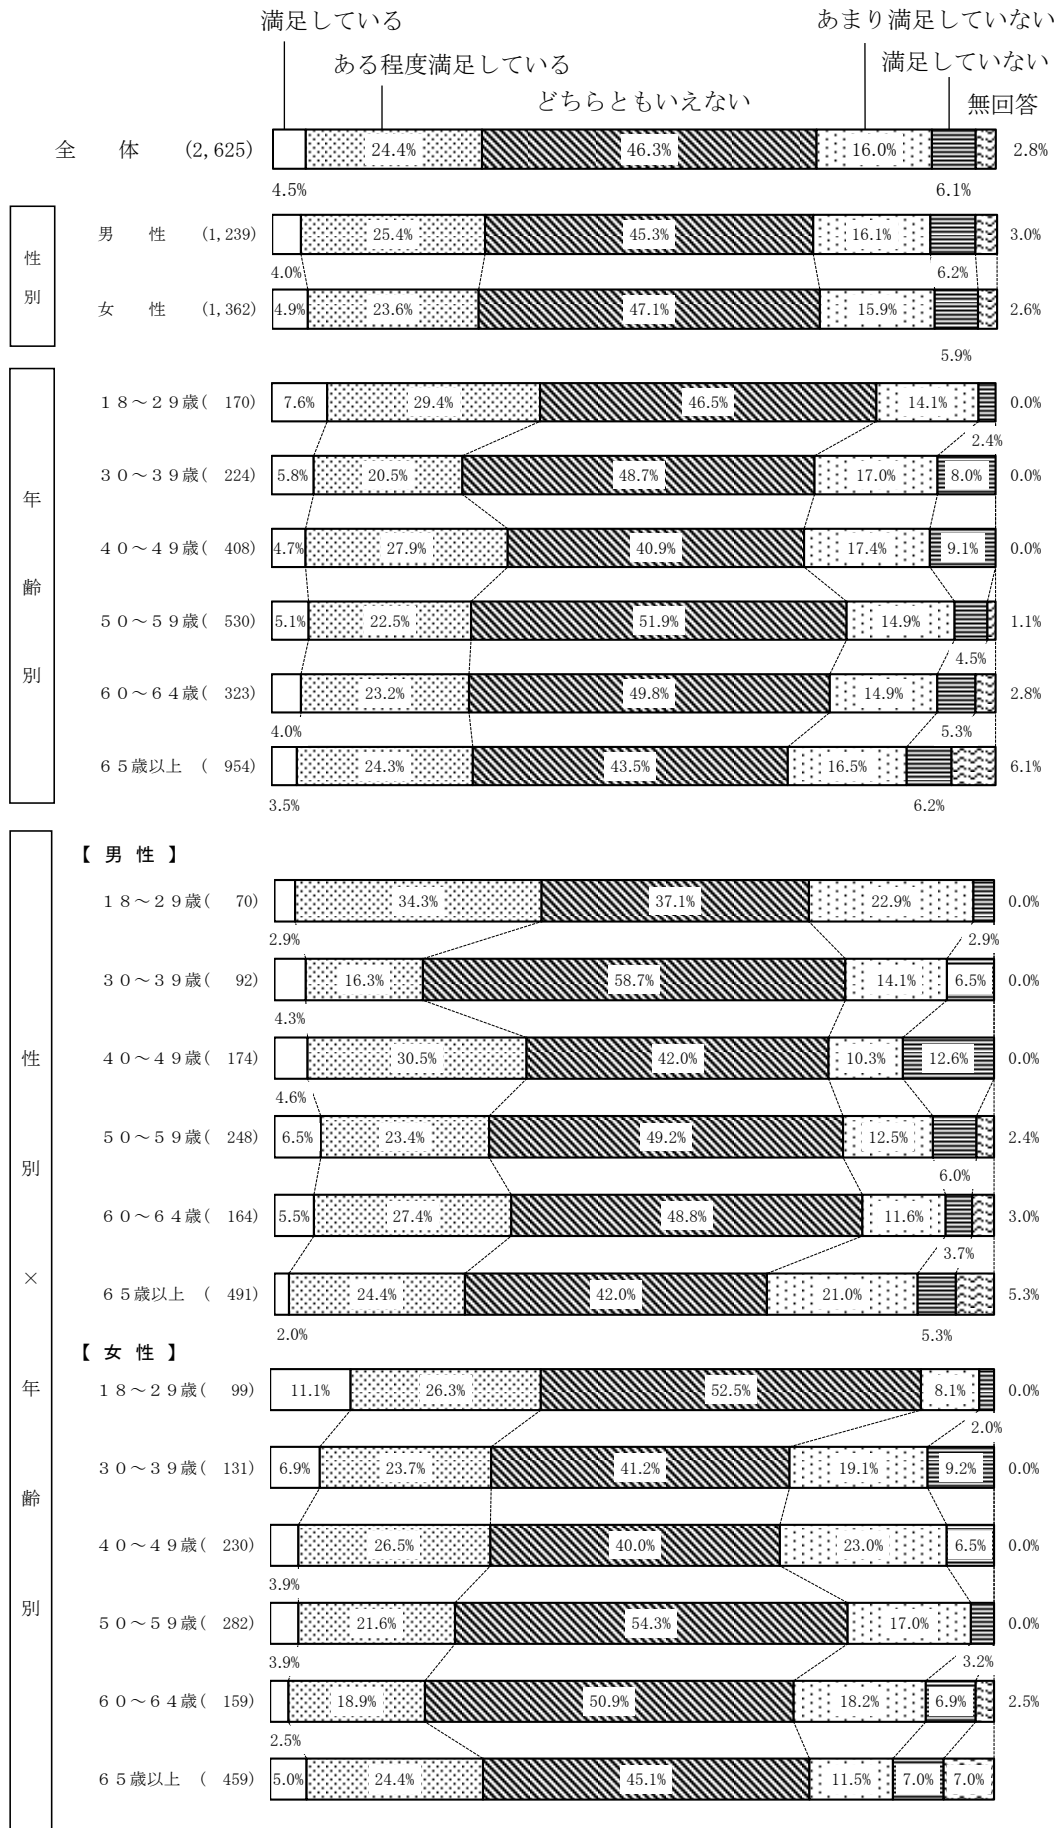 満足している
あまり満足していない
ある程度満足している
満足していない
どちらともいえない
無回答
全 体 (2,625) 24.4% 46.3% 16.0% 2.8%
4.5% 6.1%
性別
男 性 (1,239) 25.4% 45.3% 16.1% 3.0%
4.0% 6.2%
女 性 (1,362) 4.9% 23.6% 47.1% 15.9% 2.6%
5.9%
年齢別
18～29歳( 170) 7.6% 29.4% 46.5% 14.1% 0.0%
2.4%
30～39歳( 224) 5.8% 20.5% 48.7% 17.0% 8.0% 0.0%
40～49歳( 408) 4.7% 27.9% 40.9% 17.4% 9.1% 0.0%
50～59歳( 530) 5.1% 22.5% 51.9% 14.9% 1.1%
4.5%
60～64歳( 323) 23.2% 49.8% 14.9% 2.8%
4.0% 5.3%
65歳以上 ( 954) 24.3% 43.5% 16.5% 6.1%
3.5% 6.2%
性別×年齢別
【 男 性 】
18～29歳( 70) 34.3% 37.1% 22.9% 0.0%
2.9% 2.9%
30～39歳( 92) 16.3% 58.7% 14.1% 6.5% 0.0%
4.3%
40～49歳( 174) 30.5% 42.0% 10.3% 12.6% 0.0%
4.6%
50～59歳( 248) 6.5% 23.4% 49.2% 12.5% 2.4%
6.0%
60～64歳( 164) 5.5% 27.4% 48.8% 11.6% 3.0%
3.7%
65歳以上 ( 491) 24.4% 42.0% 21.0% 5.3%
2.0% 5.3%
【 女 性 】
18～29歳( 99) 11.1% 26.3% 52.5% 8.1% 0.0%
2.0%
30～39歳( 131) 6.9% 23.7% 41.2% 19.1% 9.2% 0.0%
40～49歳( 230) 26.5% 40.0% 23.0% 6.5% 0.0%
3.9%
50～59歳( 282) 21.6% 54.3% 17.0% 0.0%
3.9% 3.2%
60～64歳( 159) 18.9% 50.9% 18.2% 6.9% 2.5%
2.5%
65歳以上 ( 459) 5.0% 24.4% 45.1% 11.5% 7.0% 7.0%